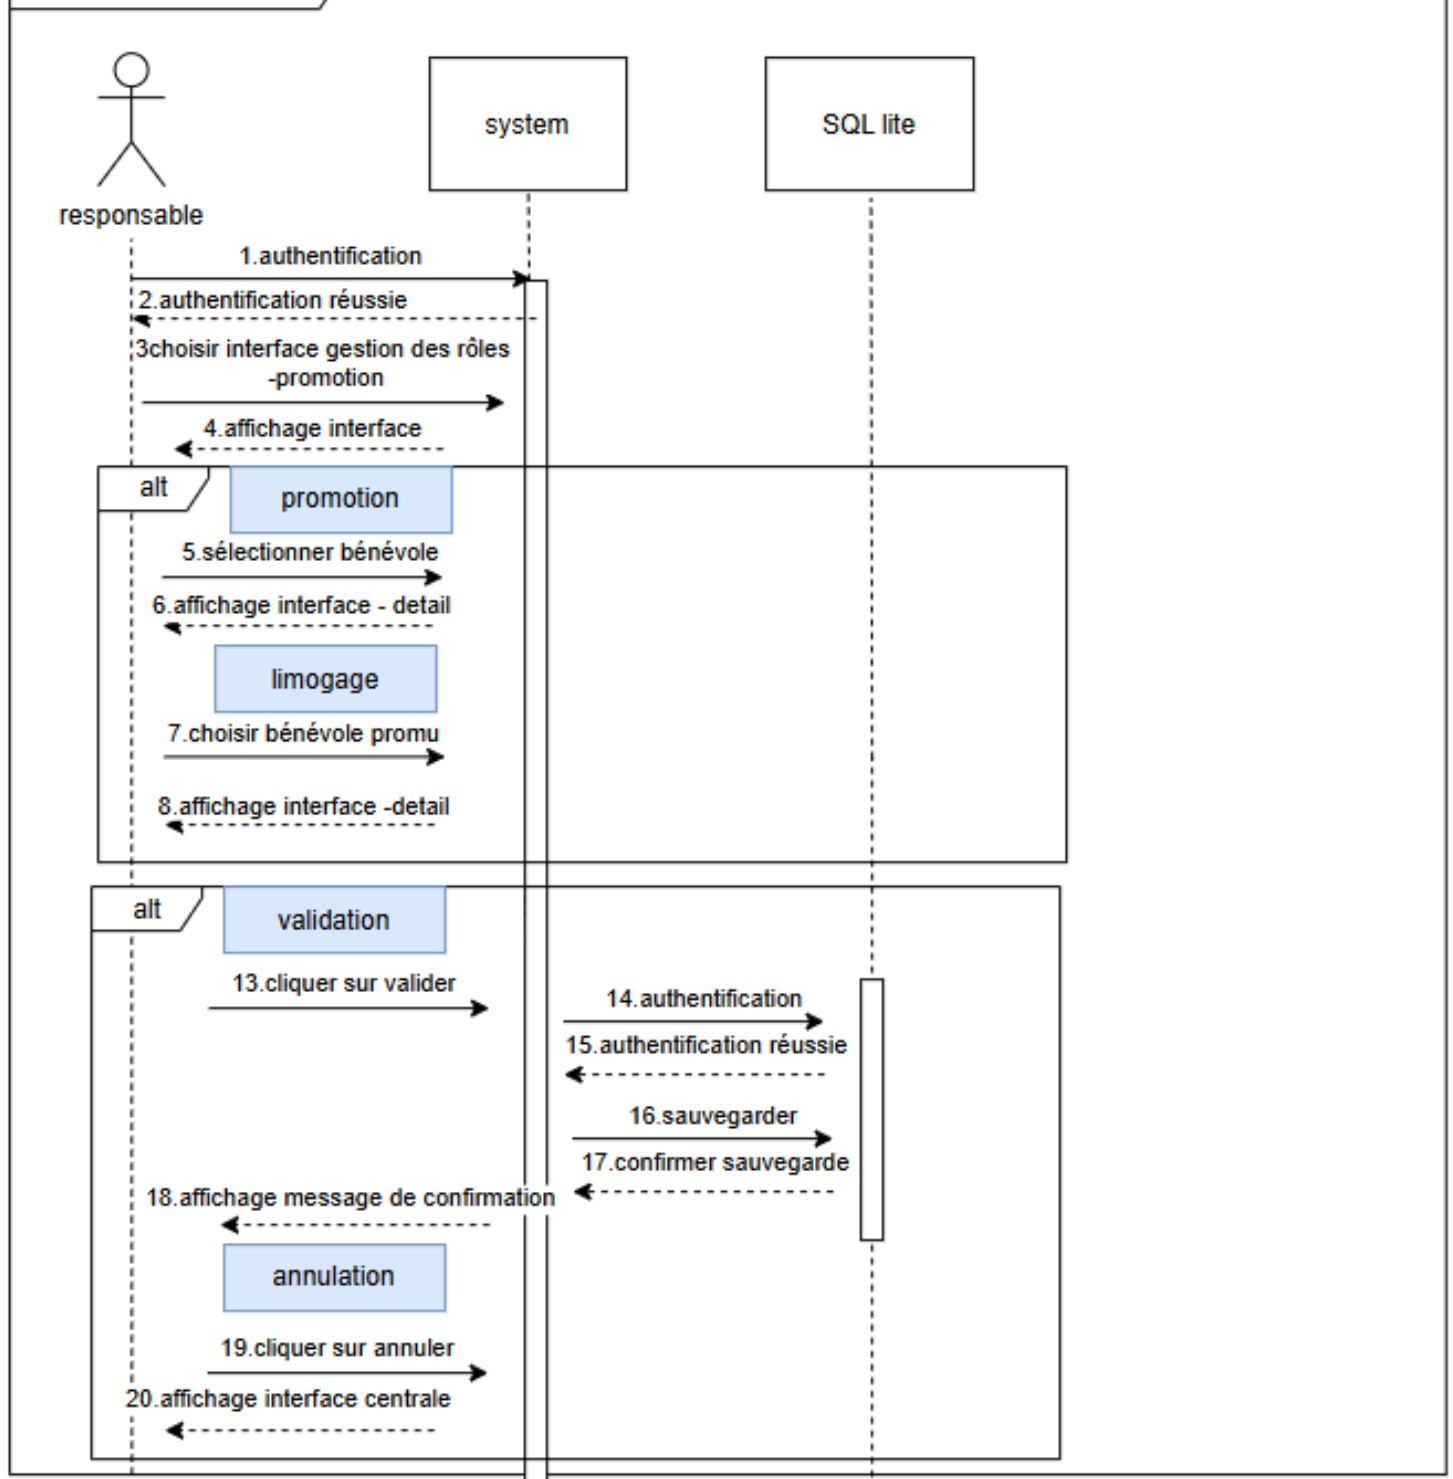 system
SQL lite
responsable
1.authentification
2.authentification réussie
3choisir interface gestion des rôles
-promotion
4.affichage interface
alt
promotion
5.sélectionner bénévole
6.affichage interface - detail
limogage
7.choisir bénévole promu
8.affichage interface -detail
alt
validation
13.cliquer sur valider
14.authentification
15.authentification réussie
16.sauvegarder
17.confirmer sauvegarde
18.affichage message de confirmation
annulation
19.cliquer sur annuler
20.affichage interface centrale